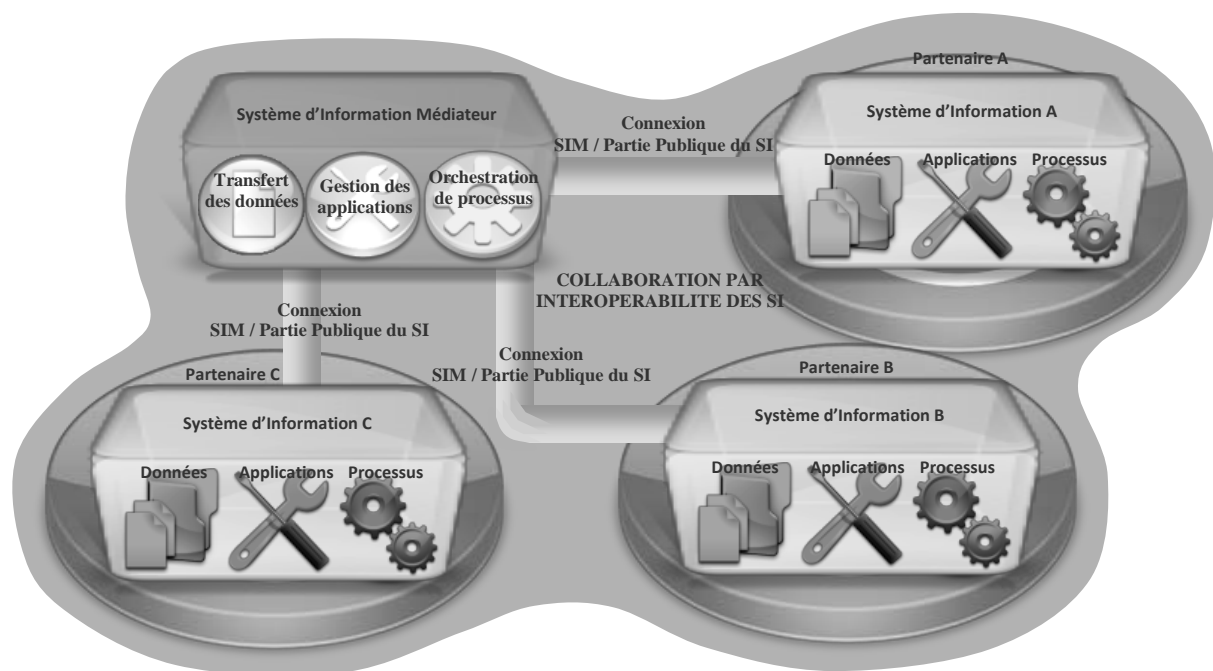 Partenaire A
Système d'Information Médiateur
Système d'Information A
Connexion
SIM / Partie Publique du SI
Données Applications Processus
Transfert
des données
Gestion des
applications
Orchestration
de processus
COLLABORATION PAR
INTEROPERABILITE DES SI
Connexion
SIM / Partie Publique du SI
Connexion
SIM / Partie Publique du SI
Partenaire C
Système d'Information C
Données Applications Processus
Partenaire B
Système d'Information B
Données Applications Processus